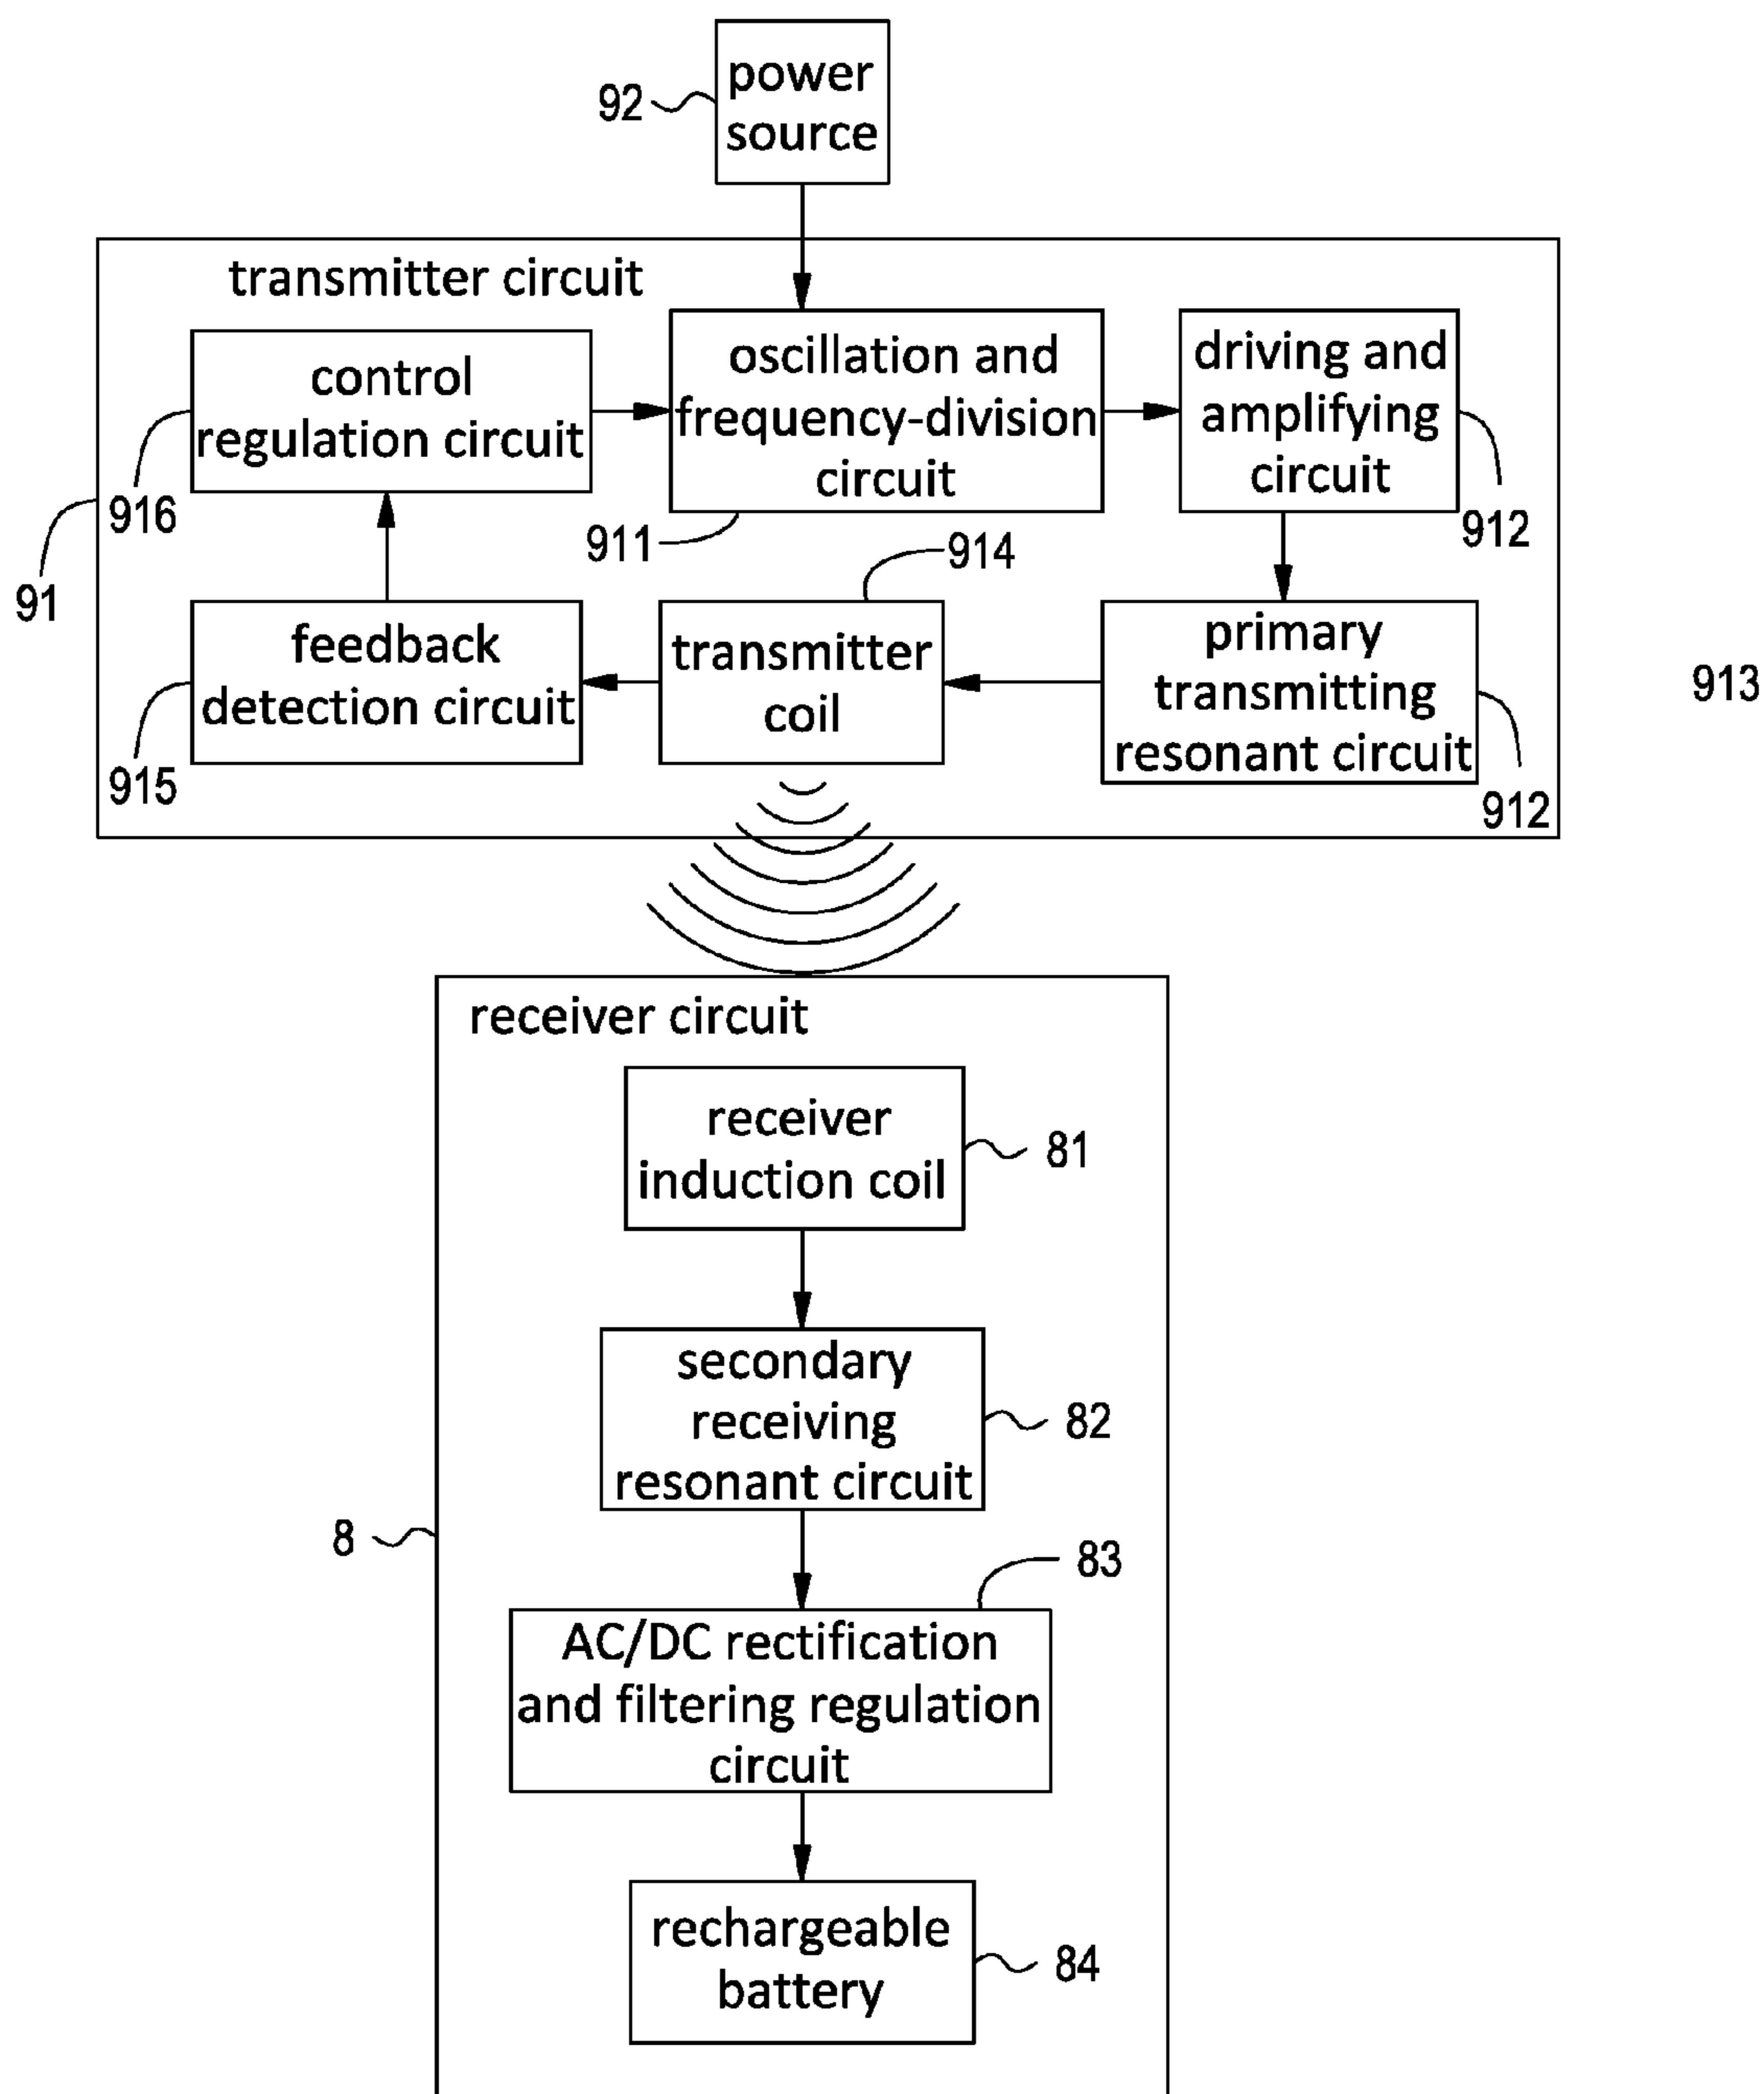 power
source
92
transmitter circuit
control
regulation circuit
916
oscillation and
frequency-division
circuit
911
driving and
amplifying
circuit
912
91
feedback
detection circuit
915
transmitter
coil
914
primary
transmitting
resonant circuit
912
913
receiver circuit
receiver
induction coil
81
secondary
receiving
resonant circuit
82
8
83
AC/DC rectification
and filtering regulation
circuit
rechargeable
battery
84